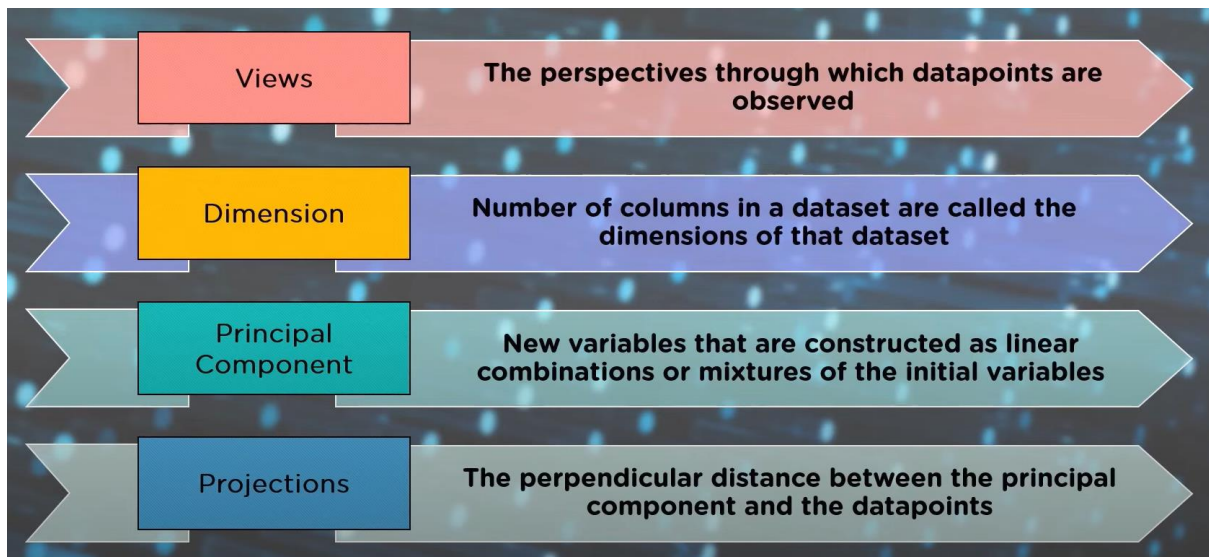 Views
The perspectives through which datapoints are
observed
Dimension
Number of columns in a dataset are called the
dimensions of that dataset
Principal
Component
New variables that are constructed as linear
combinations or mixtures of the initial variables
Projections
The perpendicular distance between the principal
component and the datapoints